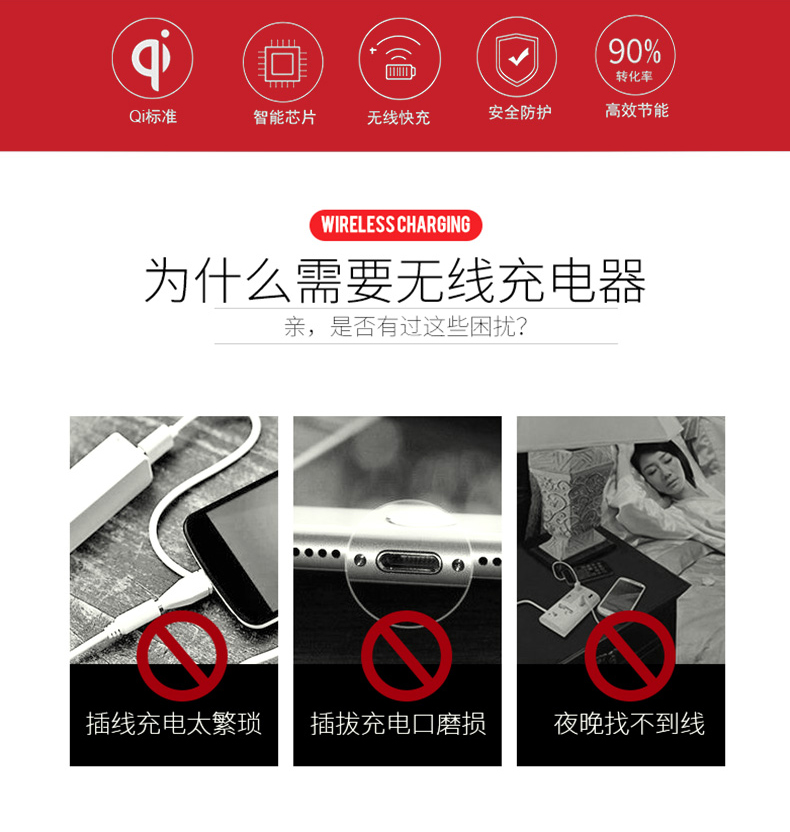 90%
转化率
Qi标准
智能芯片
无线快充
安全防护
高效节能
WIRELESS CHARGING
为什么需要无线充电器
亲，是否有过这些困扰？
插线充电太繁琐
插拔充电口磨损
夜晚找不到线